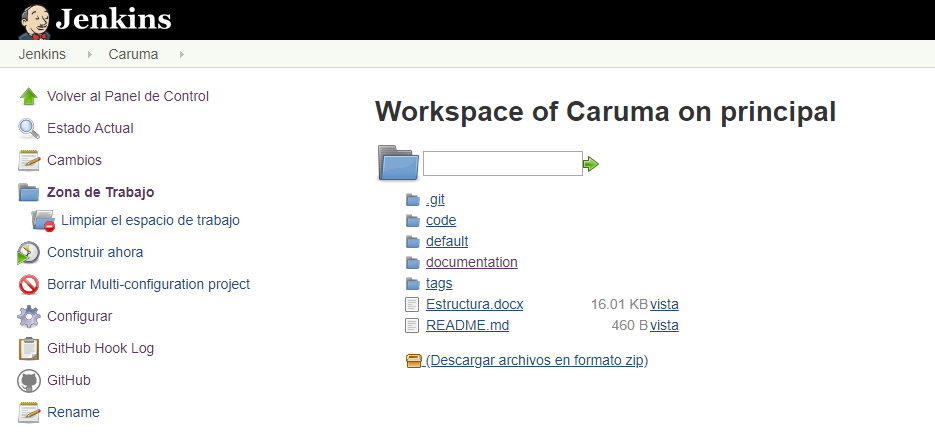 Jenkins
Jenkins Caruma
Volver al Panel de Control
Estado Actual
Cambios
Zona de Trabajo
Limpiar el espacio de trabajo
Construir ahora
Borrar Multi-configuration project
Configurar
GitHub Hook Log
GitHub
Rename
Workspace of Caruma on principal
.git
code
default
documentation
tags
Estructura.docx 16.01 KB vista
README.md 460 B vista
(Descargar archivos en formato zip)